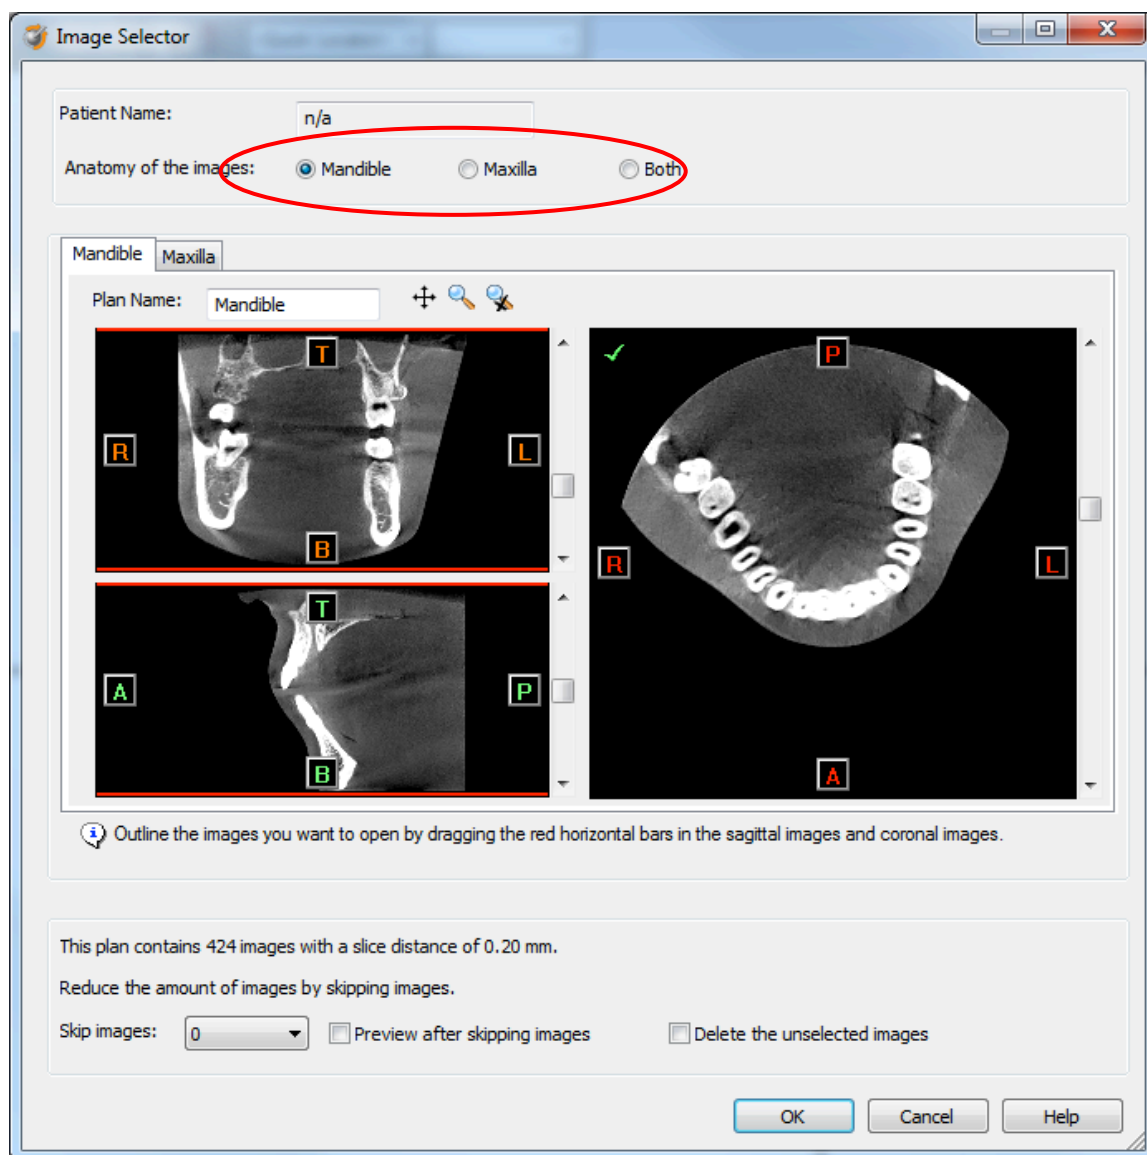 Image Selector
Patient Name: n/a
Anatomy of the images: Mandible Maxilla Both
Mandible Maxilla
Plan Name: Mandible
T
R L
B
T
A P
B
P
R L
A
Outline the images you want to open by dragging the red horizontal bars in the sagittal images and coronal images.
This plan contains 424 images with a slice distance of 0.20 mm.
Reduce the amount of images by skipping images.
Skip images: 0 Preview after skipping images Delete the unselected images
OK Cancel Help